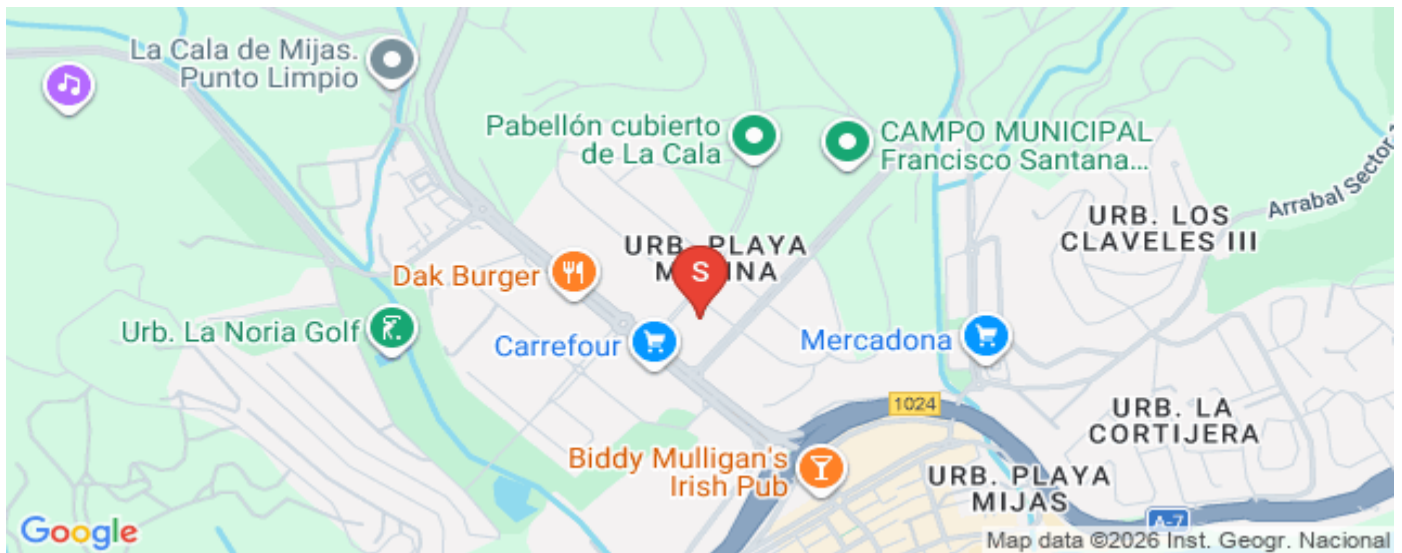 La Cala de Mijas.
Punto Limpio
Pabellón cubierto
de La Cala
CAMPO MUNICIPAL
Francisco Santana...
Arrabal Sector
URB. LOS
CLAVELES III
URB. PLAYA
S
Dak Burger
Urb. La Noria Golf
Carrefour
Mercadona
1024
URB. LA
CORTIJERA
Biddy Mulligan's
Irish Pub
URB. PLAYA
MIJAS
A-7
Google
Map data ©2026 Inst. Geogr. Nacional